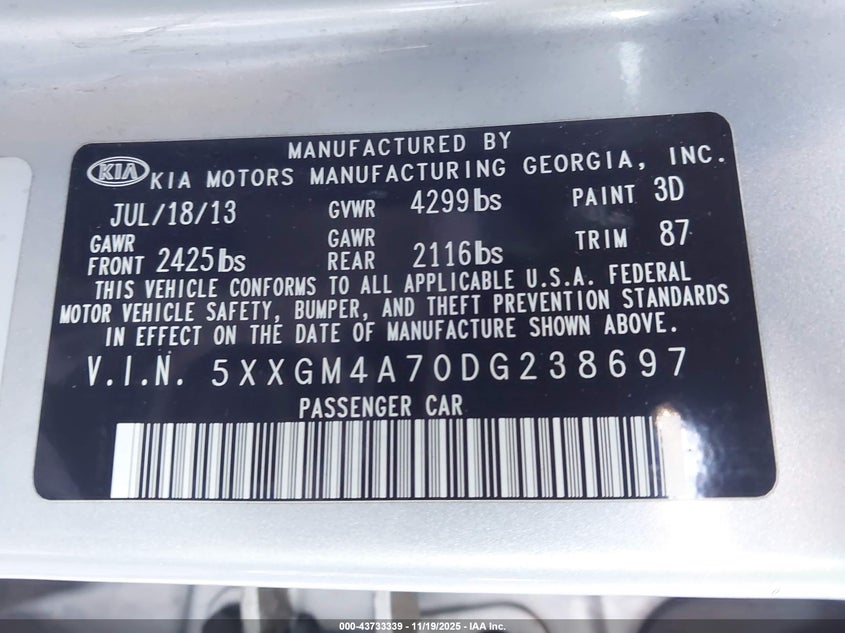 MANUFACTURED BY
KIA KIA MOTORS MANUFACTURING GEORGIA, INC.
JUL/18/13 GVWR 4299lbs PAINT 3D
GAWR FRONT 2425lbs GAWR REAR 2116lbs TRIM 87
THIS VEHICLE CONFORMS TO ALL APPLICABLE U.S.A. FEDERAL
MOTOR VEHICLE SAFETY, BUMPER, AND THEFT PREVENTION STANDARDS
IN EFFECT ON THE DATE OF MANUFACTURE SHOWN ABOVE.
V.I.N. 5XXGM4A70DG238697
PASSENGER CAR
000-43733339 - 11/19/2025 - IAA Inc.